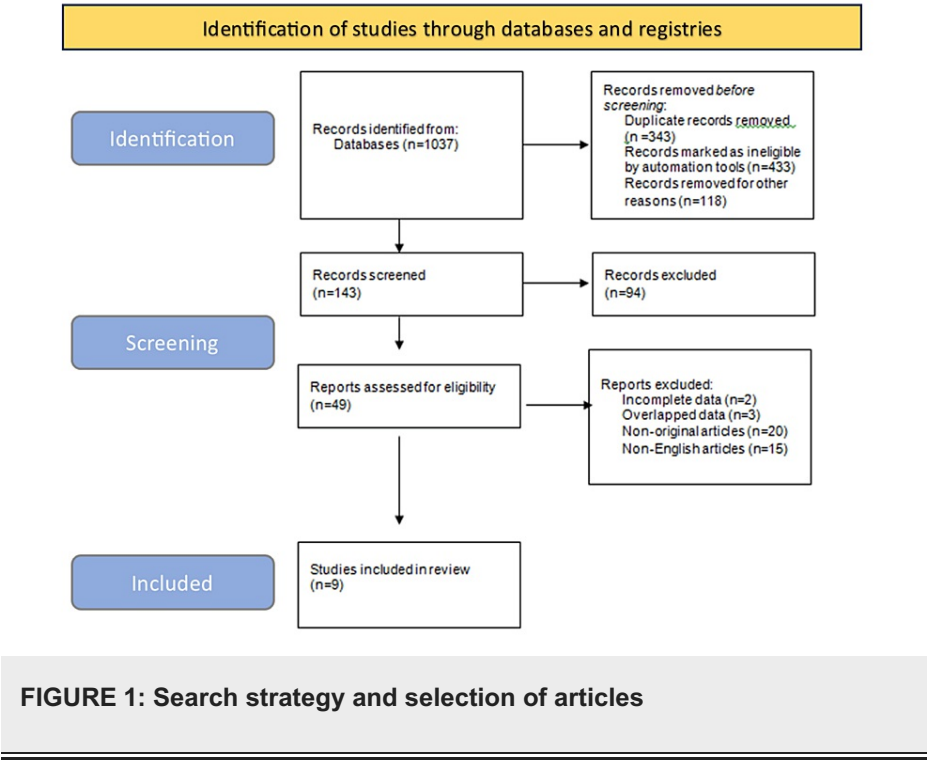 Identification of studies through databases and registries
Identification
Records identified from:
Databases (n=1037)
Records removed before
screening:
Duplicate records removed
(n =343)
Records marked as ineligible
by automation tools (n=433)
Records removed for other
reasons (n=118)
Records screened
(n=143)
Records excluded
(n=94)
Screening
Reports assessed for eligibility
(n=49)
Reports excluded:
Incomplete data (n=2)
Overlapped data (n=3)
Non-original articles (n=20)
Non-English articles (n=15)
Included
Studies included in review
(n=9)
FIGURE 1: Search strategy and selection of articles